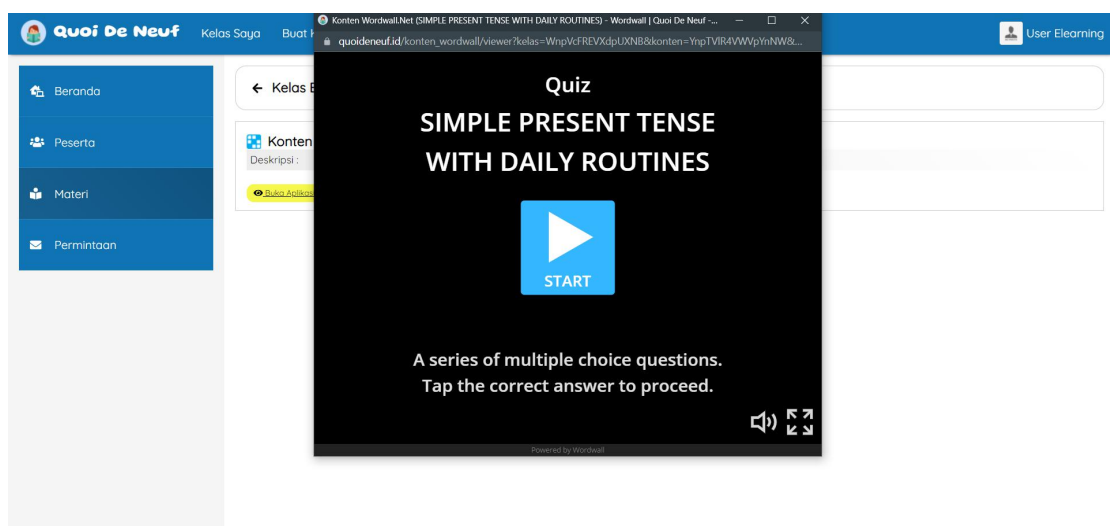 Quoi De Neuf
Kelas Saya
Buat
User Elearning
Beranda
Peserta
Materi
Permintaan
Kelas
Konten
Deskripsi :
Buka Aplikas
Konten Wordwall.Net (SIMPLE PRESENT TENSE WITH DAILY ROUTINES) - Wordwall | Quoi De Neuf -...
quoideneuf.id/konten_wordwall/viewer?kelas=WnpVcFREVXdpUXNB&konten=YnpTVlR4VWVpYnNW&...
Quiz
SIMPLE PRESENT TENSE
WITH DAILY ROUTINES
START
A series of multiple choice questions.
Tap the correct answer to proceed.
Powered by Wordwall